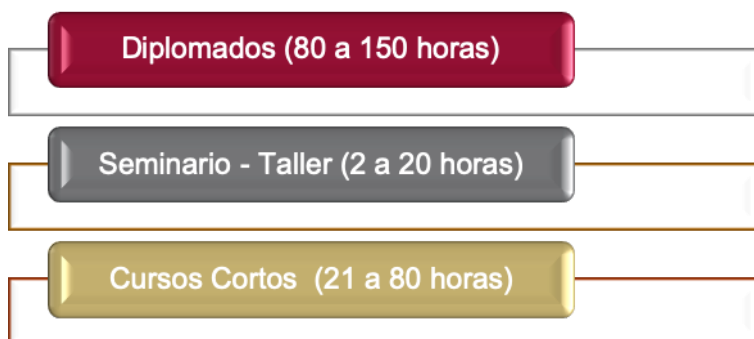 Diplomados (80 a 150 horas)
Seminario - Taller (2 a 20 horas)
Cursos Cortos  (21 a 80 horas)